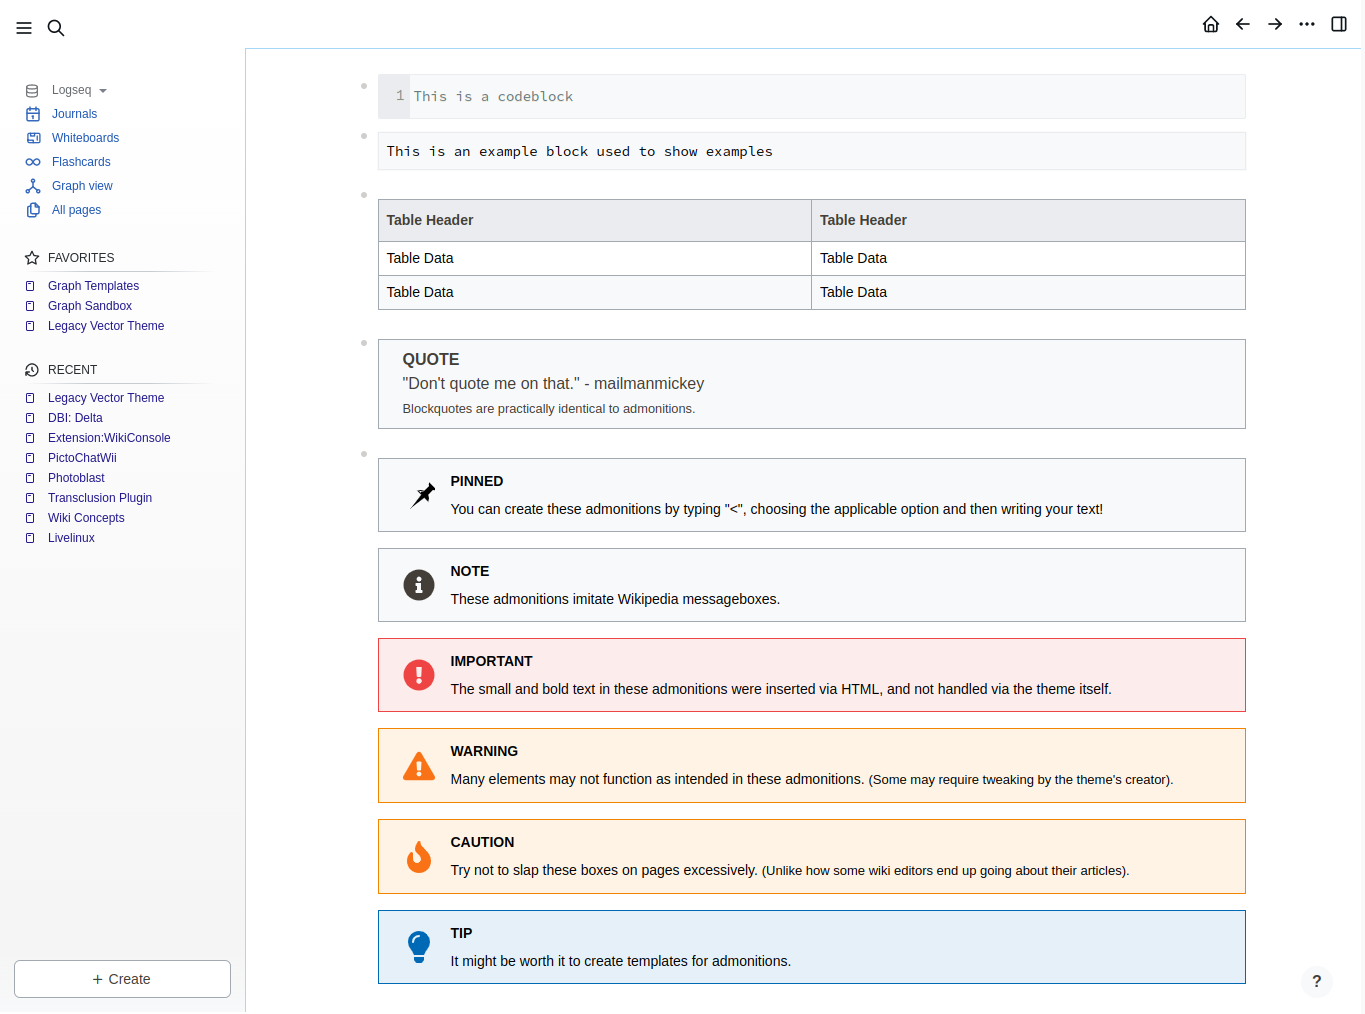 Logseq
Journals
Whiteboards
Flashcards
Graph view
All pages
FAVORITES
Graph Templates
Graph Sandbox
Legacy Vector Theme
RECENT
Legacy Vector Theme
DBI: Delta
Extension:WikiConsole
PictoChatWii
Photoblast
Transclusion Plugin
Wiki Concepts
Livelinux
+ Create
1 This is a codeblock
This is an example block used to show examples
Table Header Table Header
Table Data Table Data
Table Data Table Data
QUOTE
"Don't quote me on that." - mailmanmickey
Blockquotes are practically identical to admonitions.
PINNED
You can create these admonitions by typing "<", choosing the applicable option and then writing your text!
NOTE
These admonitions imitate Wikipedia messageboxes.
IMPORTANT
The small and bold text in these admonitions were inserted via HTML, and not handled via the theme itself.
WARNING
Many elements may not function as intended in these admonitions. (Some may require tweaking by the theme's creator).
CAUTION
Try not to slap these boxes on pages excessively. (Unlike how some wiki editors end up going about their articles).
TIP
It might be worth it to create templates for admonitions.
?